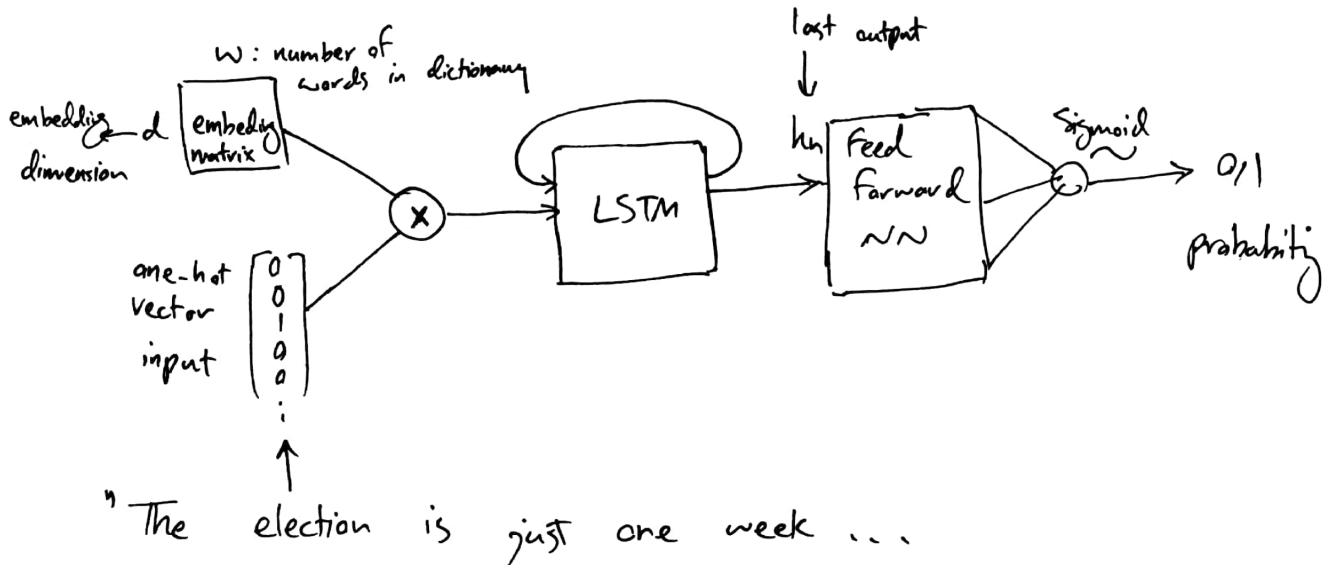 last output
w : number of
words in dictionary
embedding
dimension
d
embeding
matrix
X
LSTM
hn
Feed
forward
NN
Sigmoid
0/1
probability
one-hot
vector
input
0
0
1
0
0
⋮
"The election is just one week ...